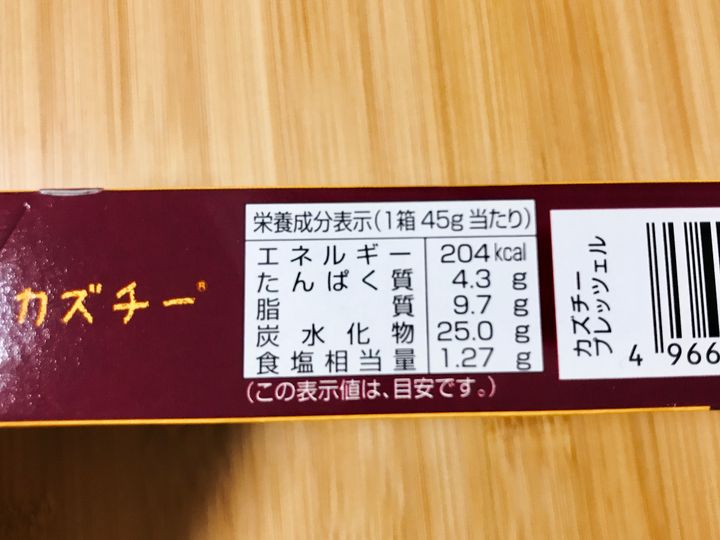 カズチー®
栄養成分表示(1箱 45g 当たり)
エネルギー 204 kcal
たんぱく質 4.3 g
脂質 9.7 g
炭水化物 25.0 g
食塩相当量 1.27 g
(この表示値は、目安です。)
カズチー
プレッツェル
4 966